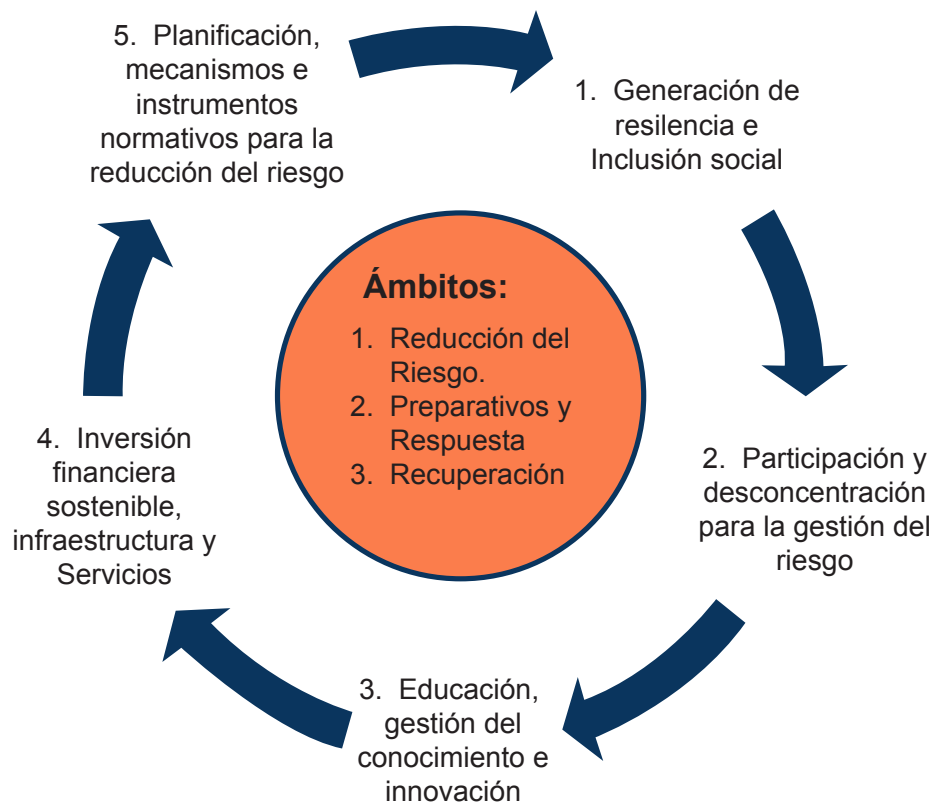 5. Planificación,
mecanismos e
instrumentos
normativos para la
reducción del riesgo
1. Generación de
resilencia e
Inclusión social
Ámbitos:
1. Reducción del
Riesgo.
2. Preparativos y
Respuesta
3. Recuperación
2. Participación y
desconcentración
para la gestión del
riesgo
3. Educación,
gestión del
conocimiento e
innovación
4. Inversión
financiera
sostenible,
infraestructura y
Servicios